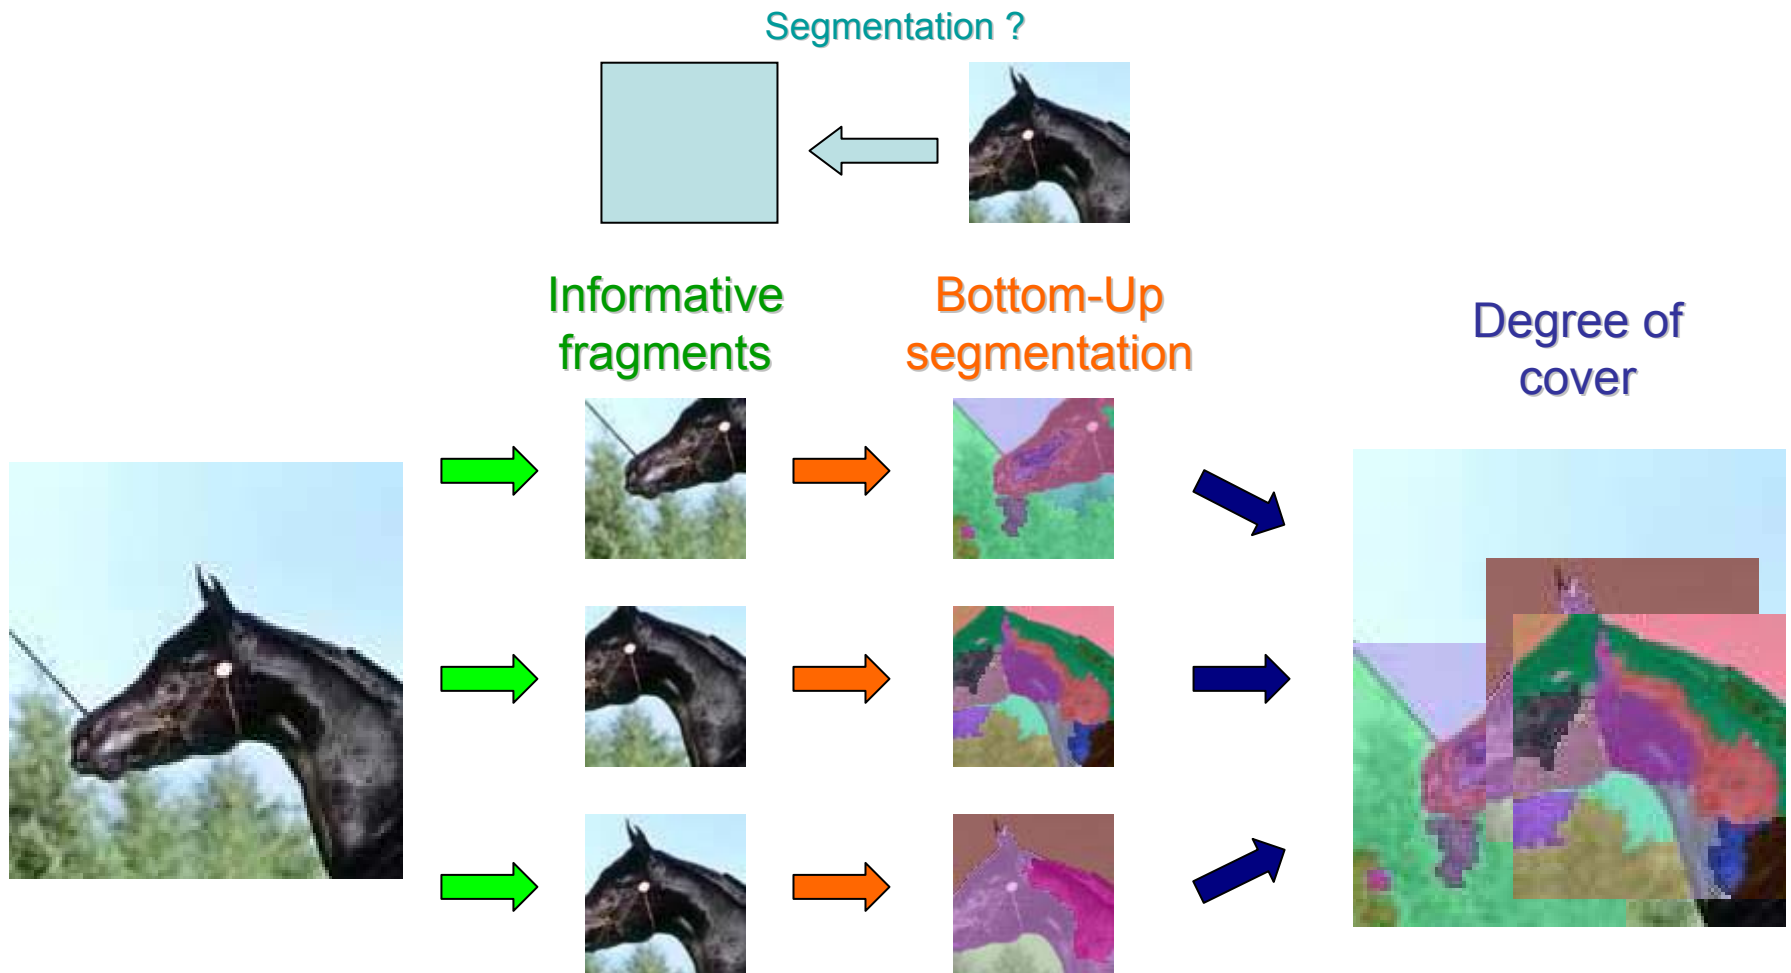 Segmentation ?
Informative
fragments
Bottom-Up
segmentation
Degree of
cover